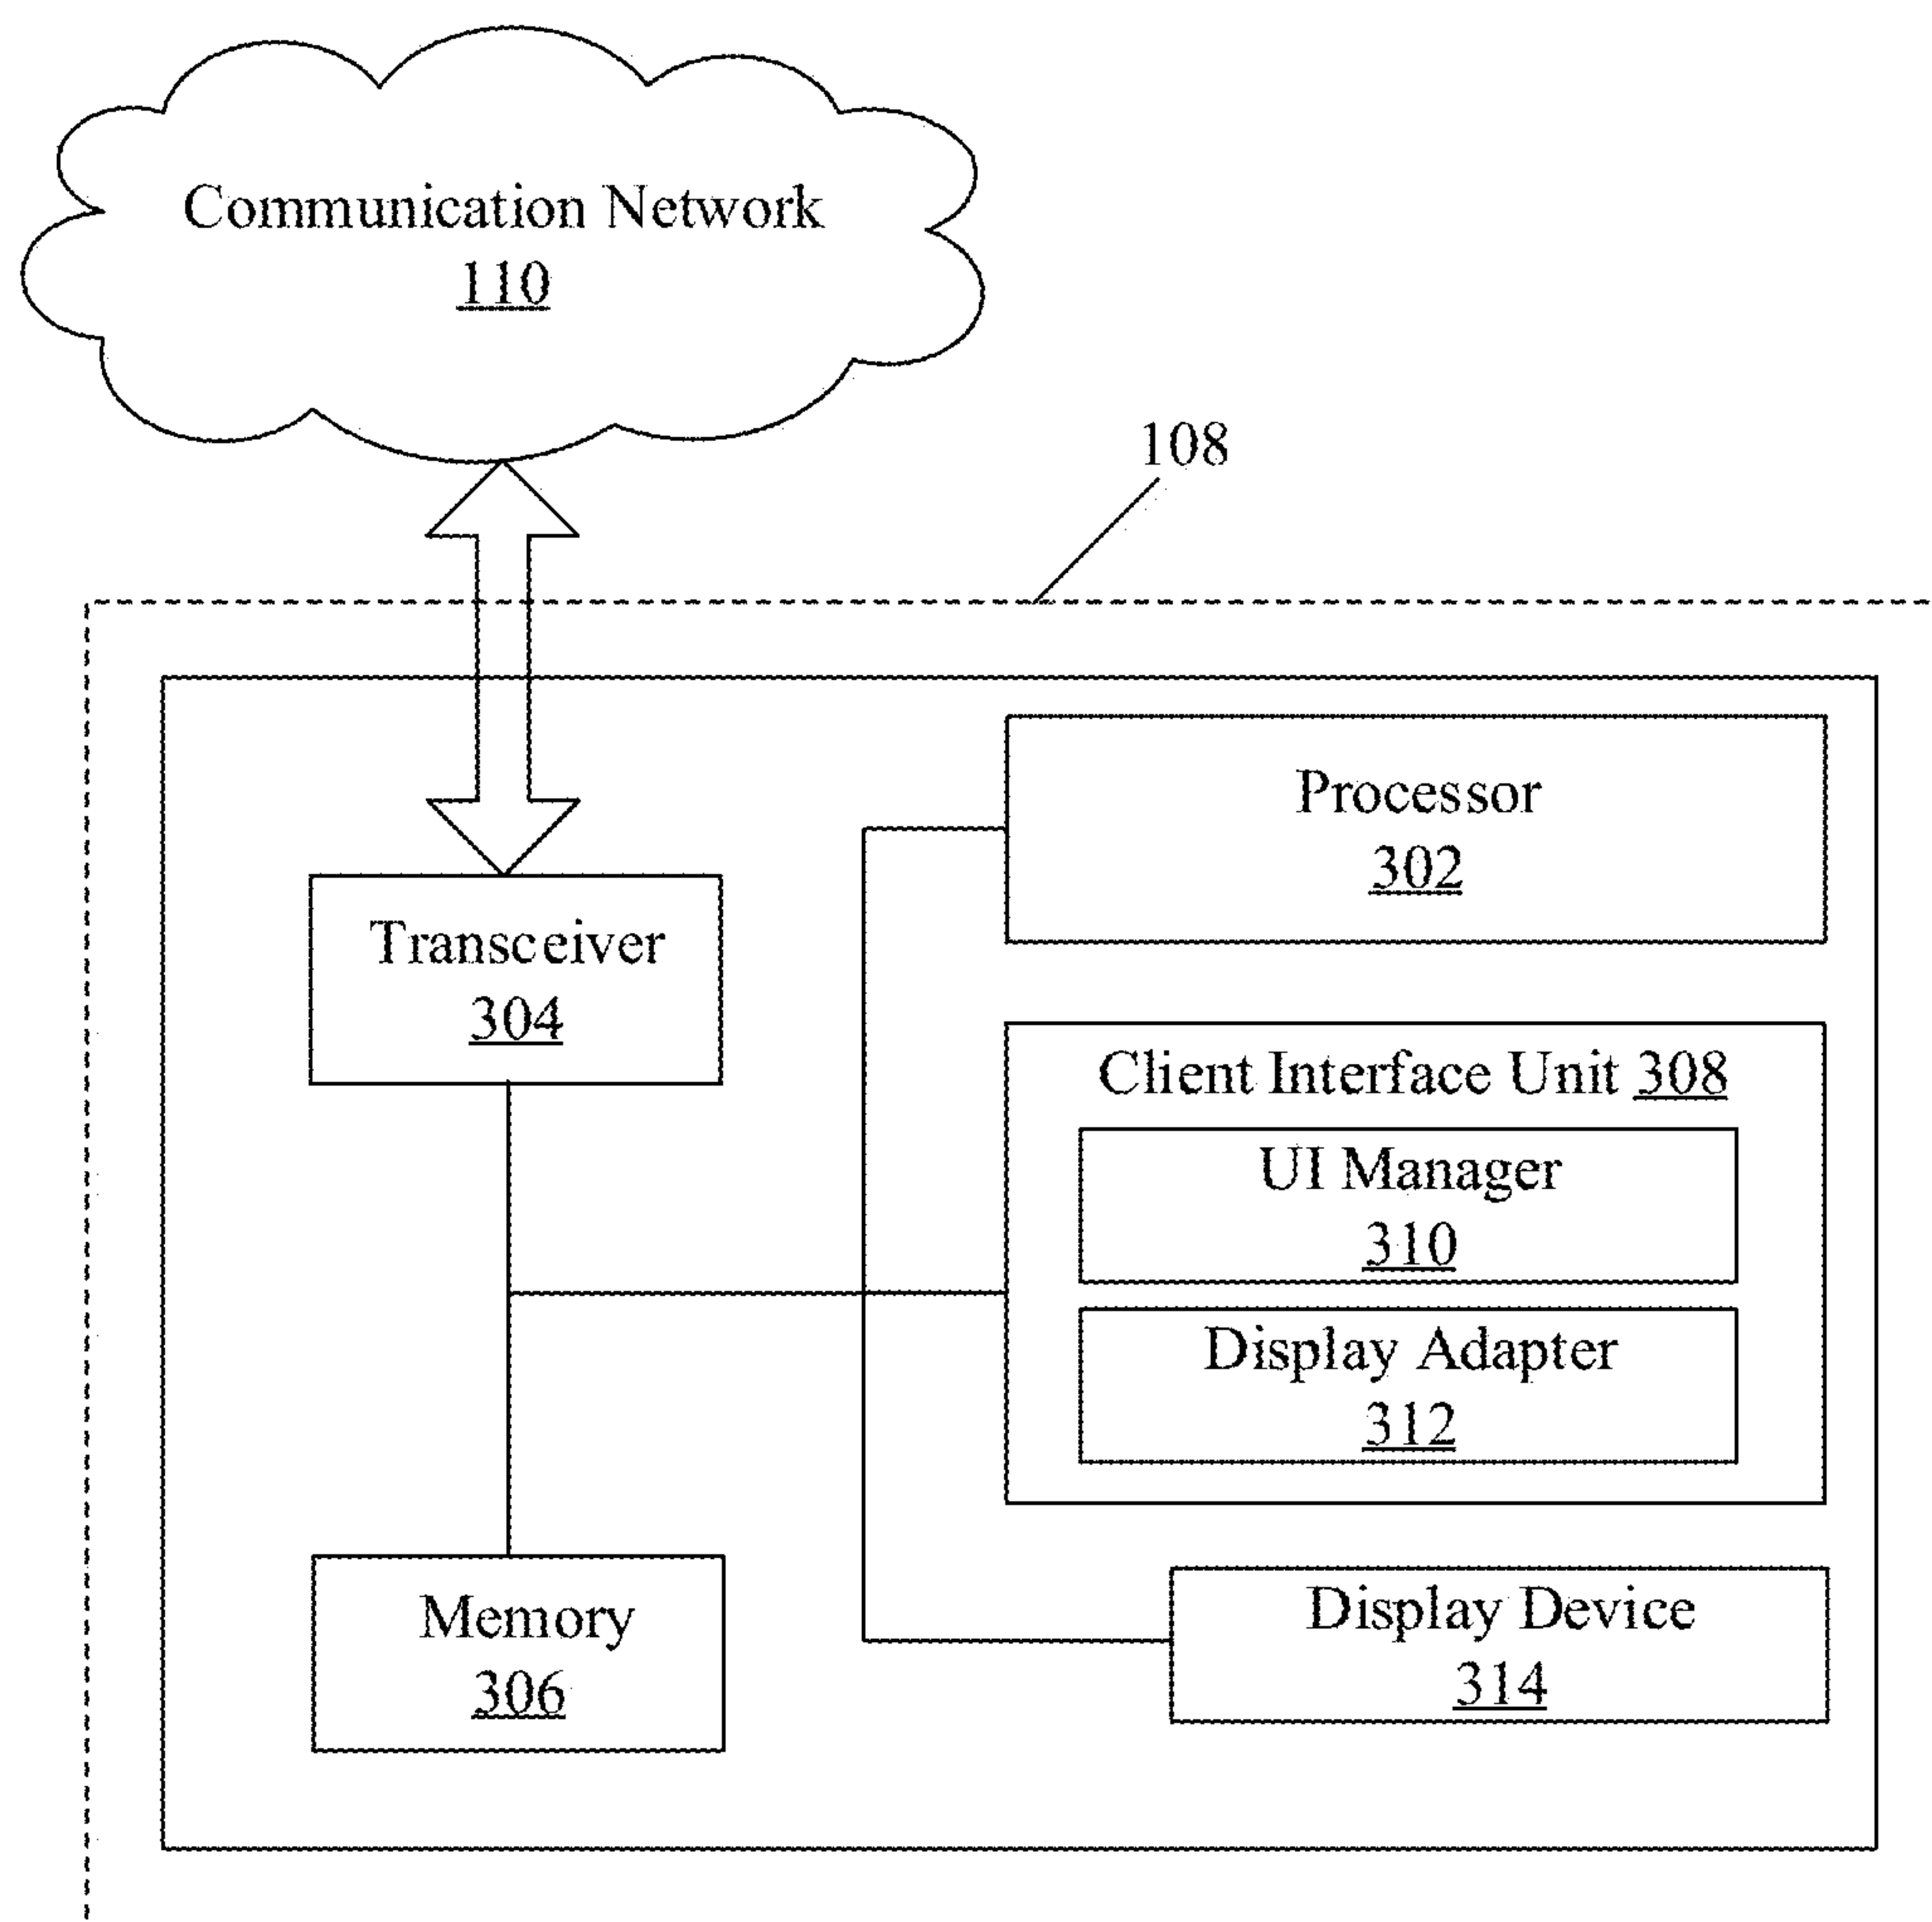 Communication Network
110
108
Processor
302
Transceiver
304
Client Interface Unit 308
UI Manager
310
Display Adapter
312
Memory
306
Display Device
314